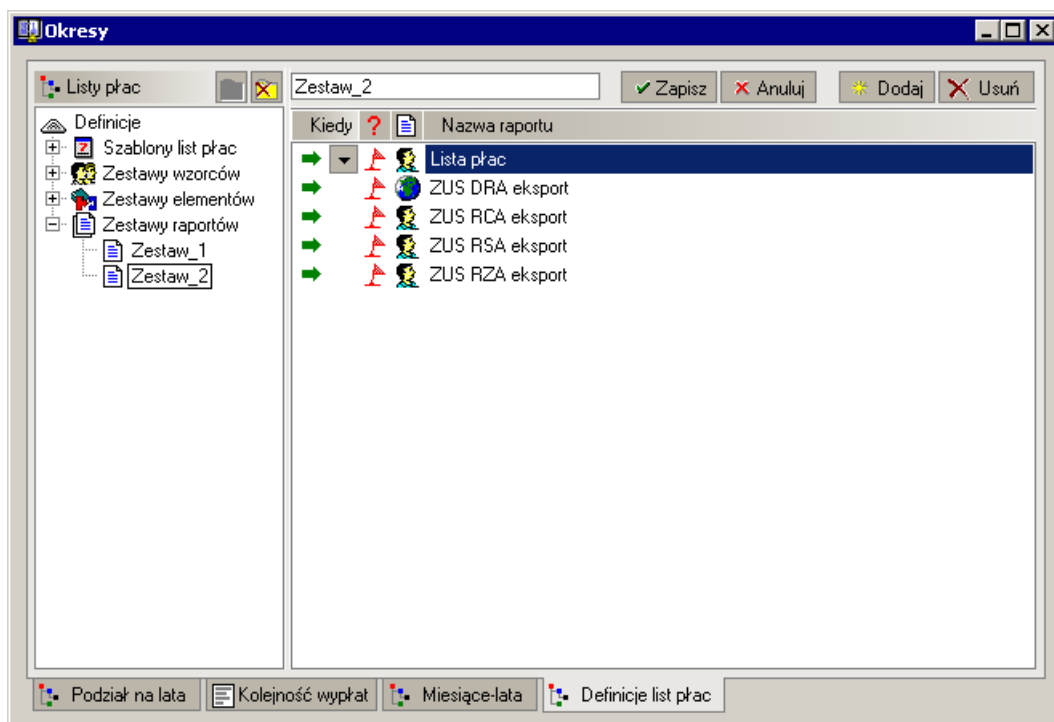 Okresy
Listy płac
Zestaw_2
Zapisz
Anuluj
Dodaj
Usuń
Definicje
Szablony list płac
Zestawy wzorców
Zestawy elementów
Zestawy raportów
Zestaw_1
Zestaw_2
Kiedy ? Nazwa raportu
Lista płac
ZUS DRA eksport
ZUS RCA eksport
ZUS RSA eksport
ZUS RZA eksport
Podział na lata
Kolejność wypłat
Miesiące-lata
Definicje list płac